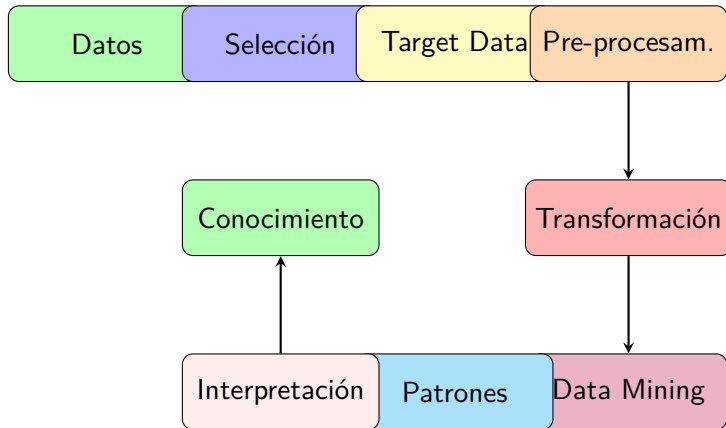 Datos
Selección
Target Data
Pre-procesam.
Conocimiento
Transformación
Interpretación
Patrones
Data Mining